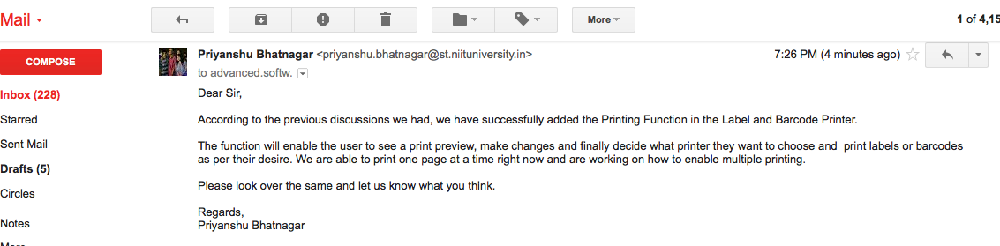 Mail
More
1 of 4,15
COMPOSE
Inbox (228)
Starred
Sent Mail
Drafts (5)
Circles
Notes
Priyanshu Bhatnagar <priyanshu.bhatnagar@st.niituniversity.in>
7:26 PM (4 minutes ago)
to advanced.softw.
Dear Sir,
According to the previous discussions we had, we have successfully added the Printing Function in the Label and Barcode Printer.
The function will enable the user to see a print preview, make changes and finally decide what printer they want to choose and  print labels or barcodes
as per their desire. We are able to print one page at a time right now and are working on how to enable multiple printing.
Please look over the same and let us know what you think.
Regards,
Priyanshu Bhatnagar